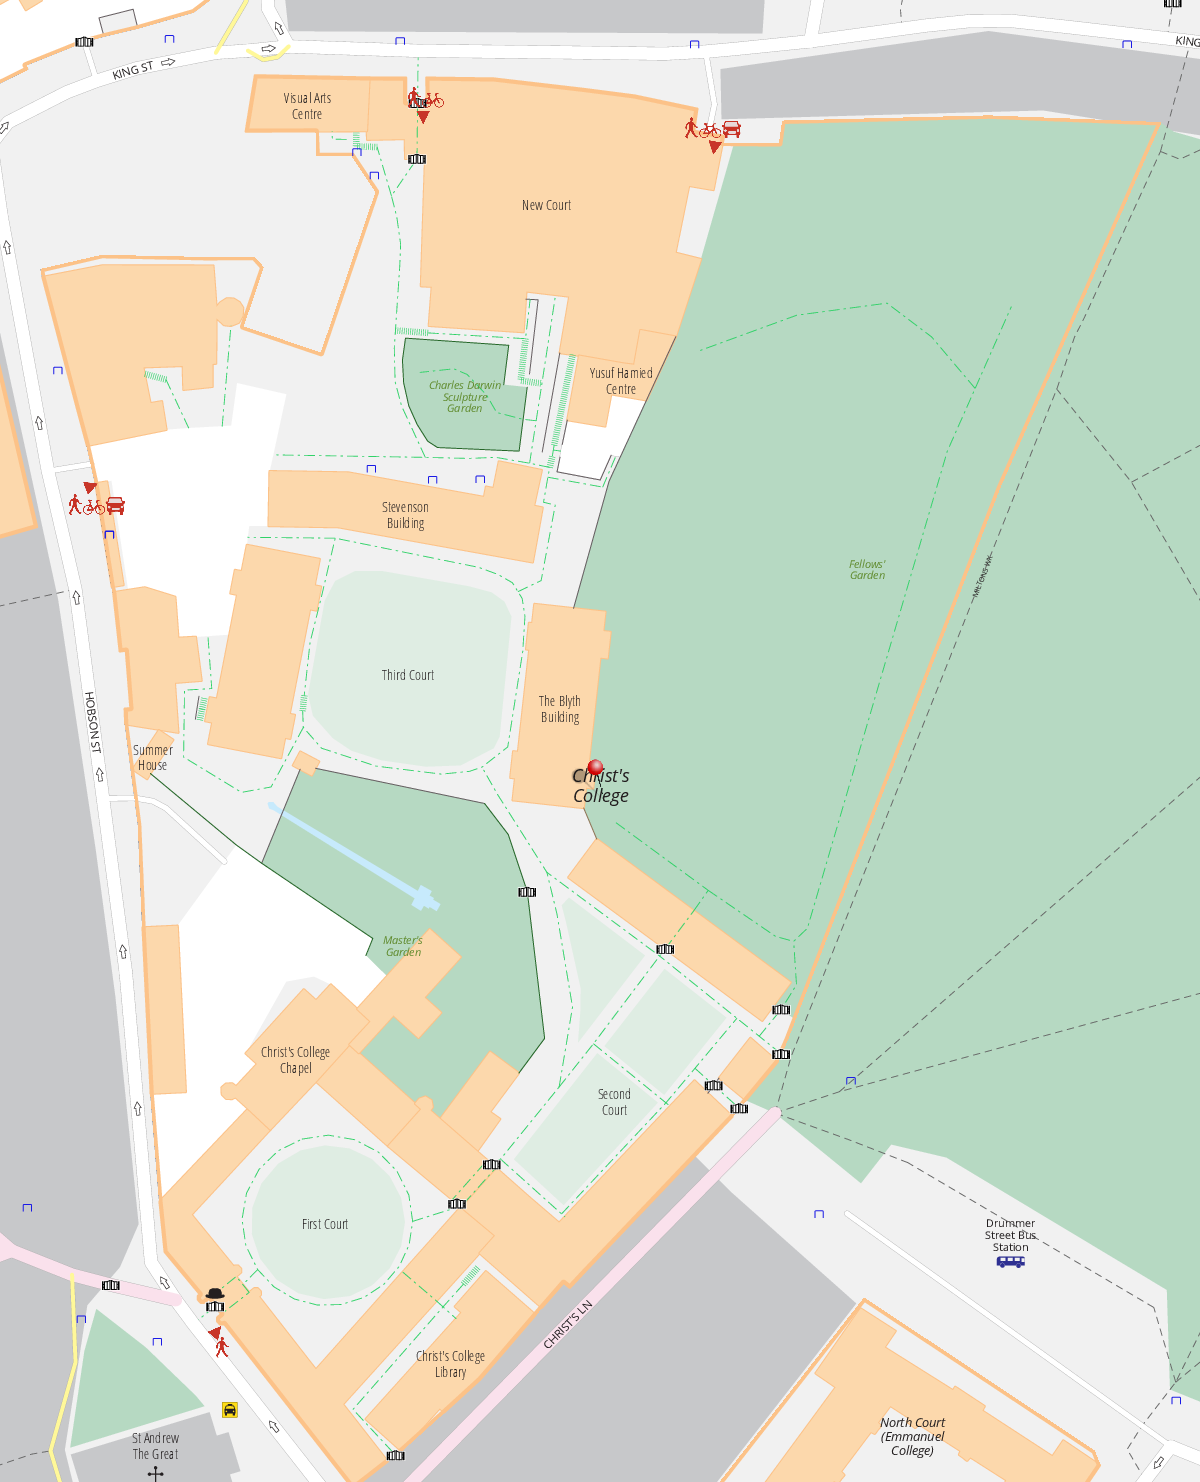 KING ST
KING
Visual Arts
Centre
New Court
Yusuf Hamied
Centre
Charles Darwin
Sculpture
Garden
Stevenson
Building
Fellows'
Garden
MILTONS WK
Third Court
The Blyth
Building
HOBSON ST
Summer
House
Christ's
College
Master's
Garden
Christ's College
Chapel
Second
Court
First Court
Drummer
Street Bus
Station
CHRIST'S LN
Christ's College
Library
North Court
(Emmanuel
College)
St Andrew
The Great